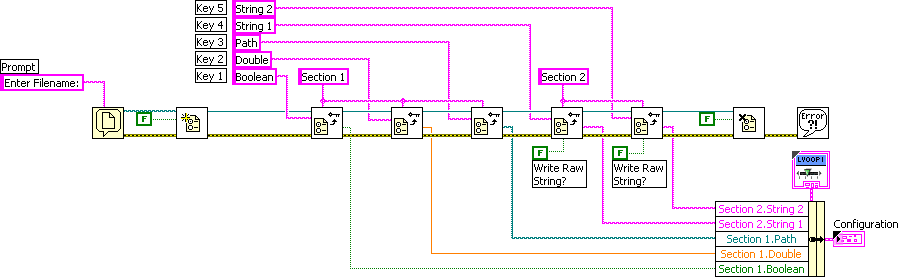 Key 5 String 2
Key 4 String 1
Key 3 Path
Key 2 Double
Key 1 Boolean
Prompt
Enter Filename:
Section 1
Section 2
F
F
Error
?!
F
F
Write Raw
String?
Write Raw
String?
LVOOP1
Section 2.String 2
Section 2.String 1
Section 1.Path
Section 1.Double
Section 1.Boolean
Configuration